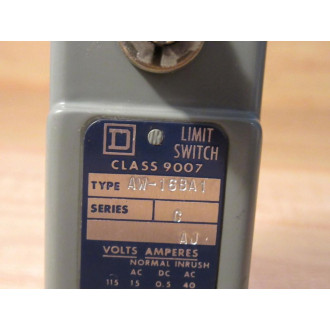 D
LIMIT
SWITCH
CLASS 9007
TYPE AW-168A1
SERIES C
AJ
VOLTS AMPERES
NORMAL INRUSH
AC DC AC
115 15 0.5 40